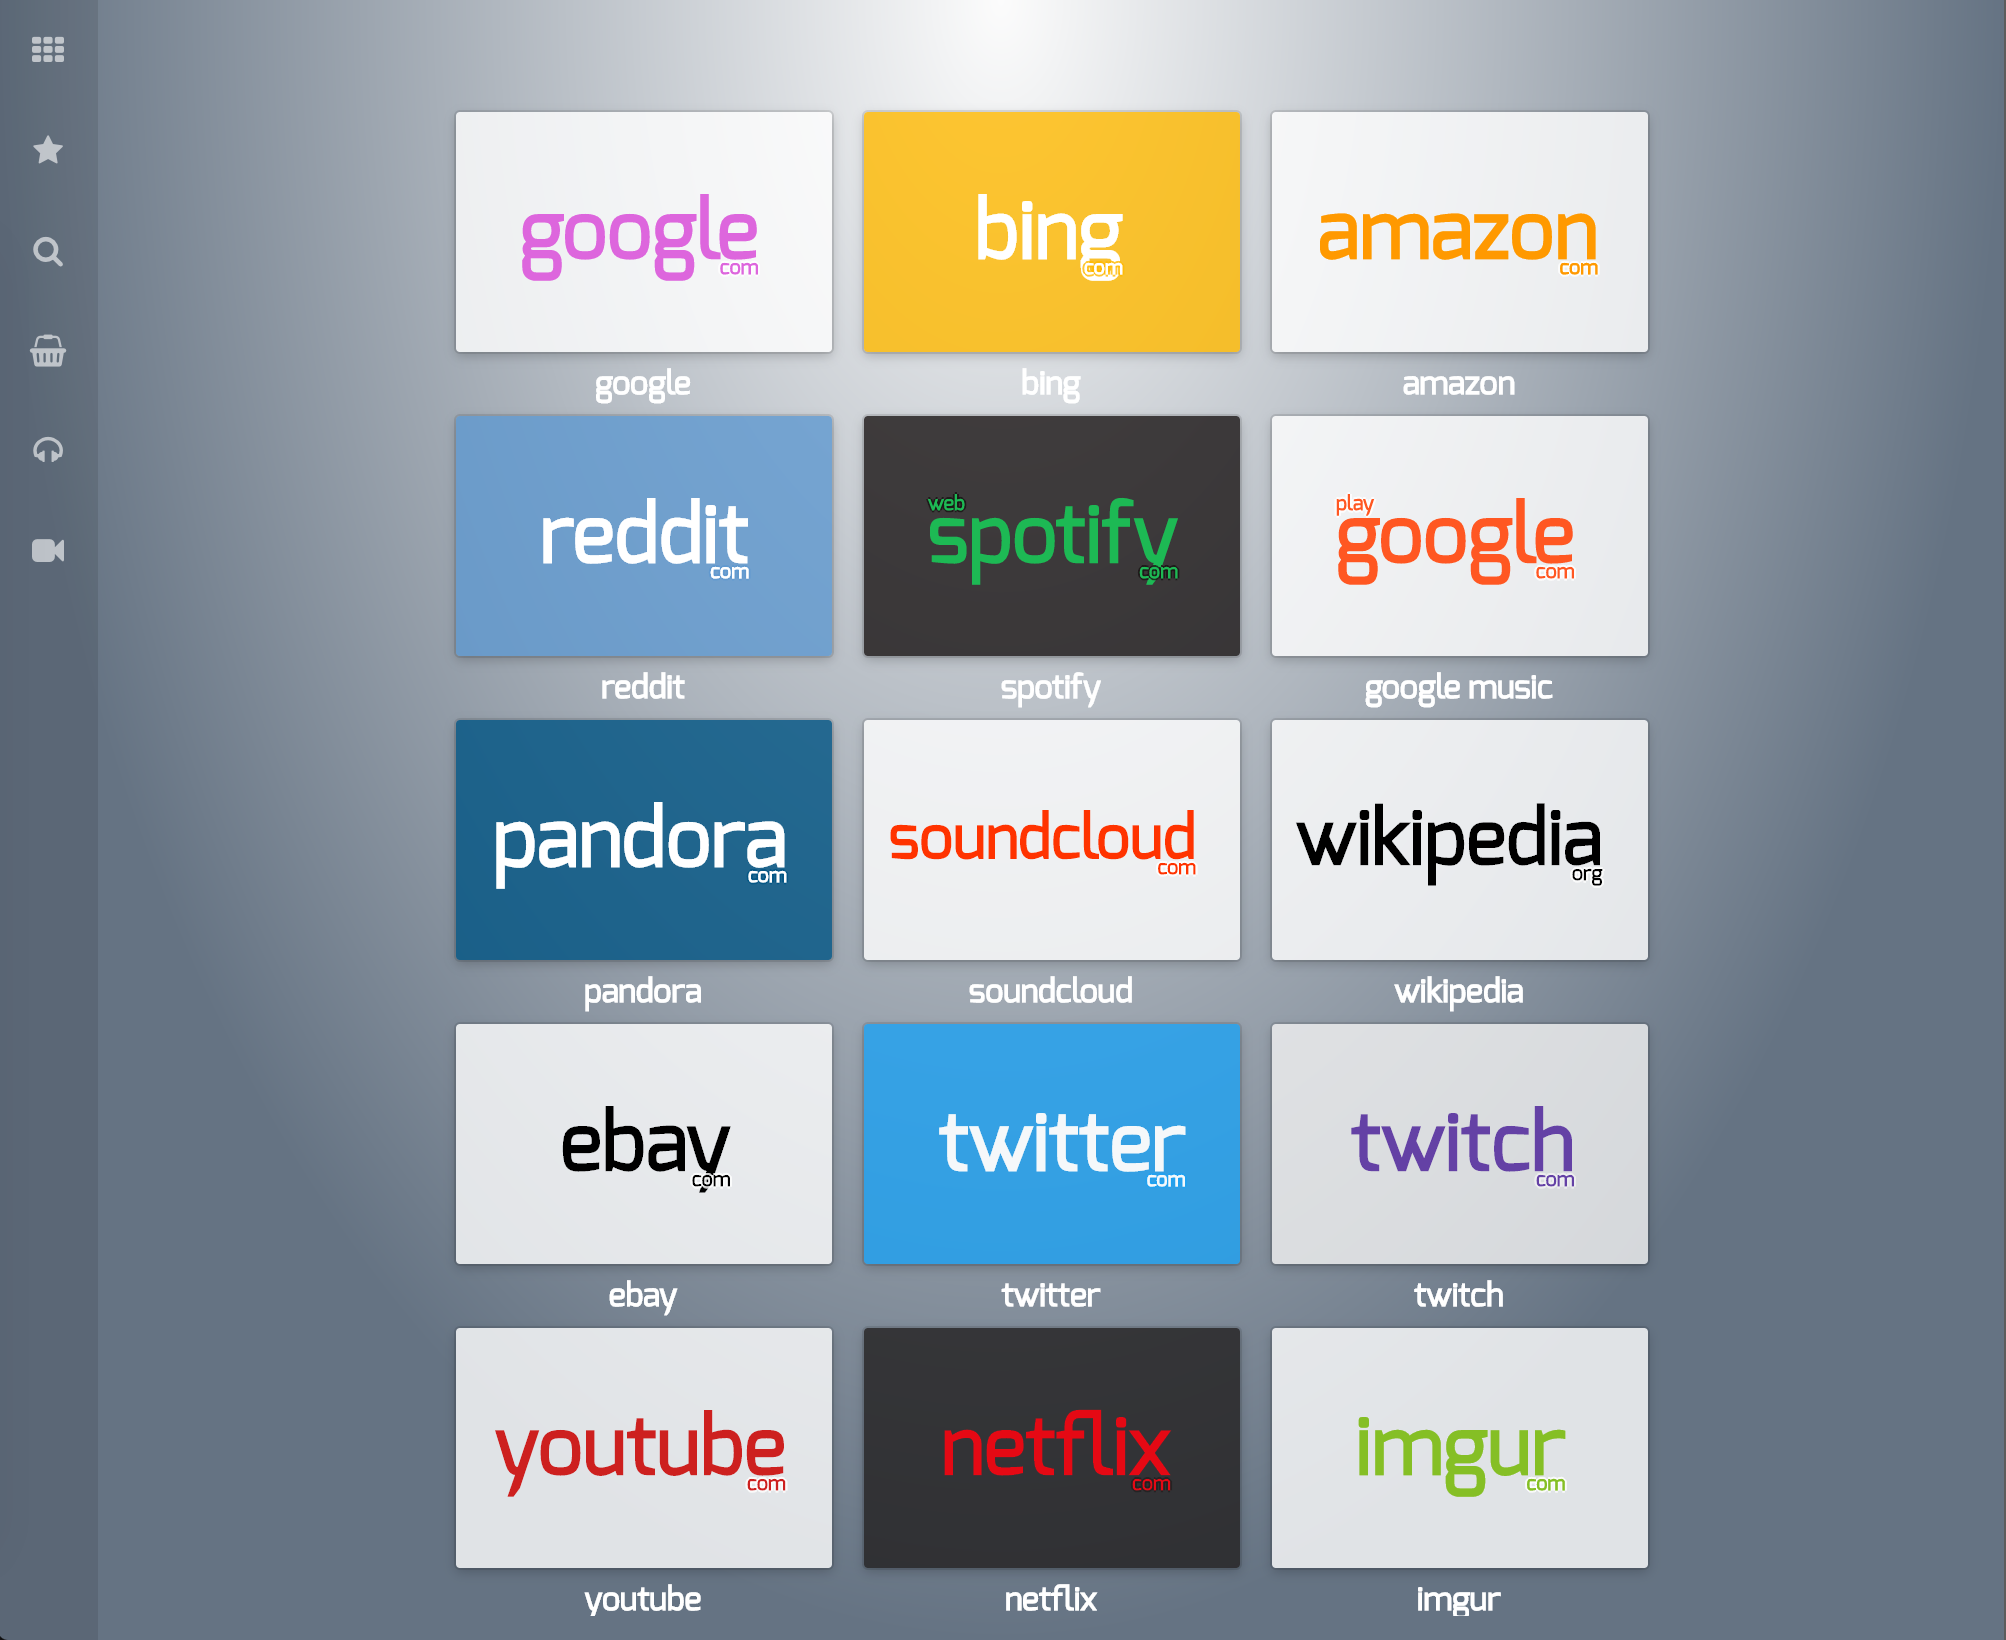 google
com
bing
com
amazon
com
google
bing
amazon
reddit
com
web
spotify
com
play
google
com
reddit
spotify
google music
pandora
com
soundcloud
com
wikipedia
org
pandora
soundcloud
wikipedia
ebay
com
twitter
com
twitch
com
ebay
twitter
twitch
youtube
com
netflix
com
imgur
com
youtube
netflix
imgur